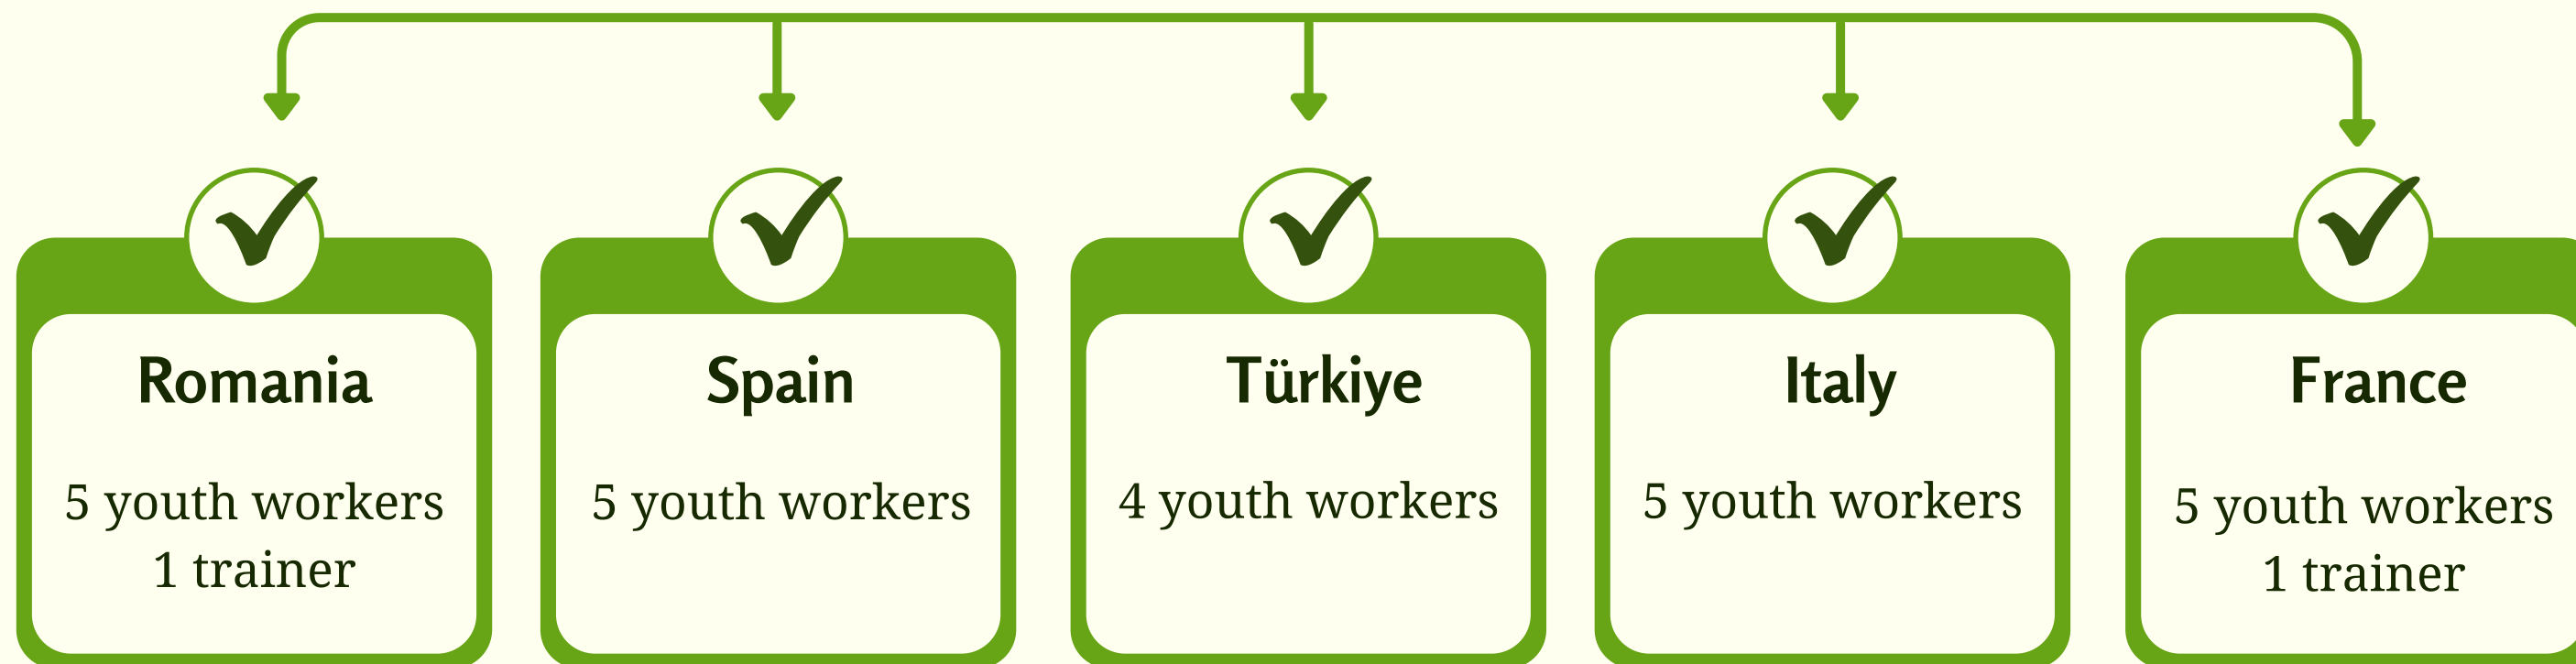 Romania
5 youth workers
1 trainer
Spain
5 youth workers
Türkiye
4 youth workers
Italy
5 youth workers
France
5 youth workers
1 trainer